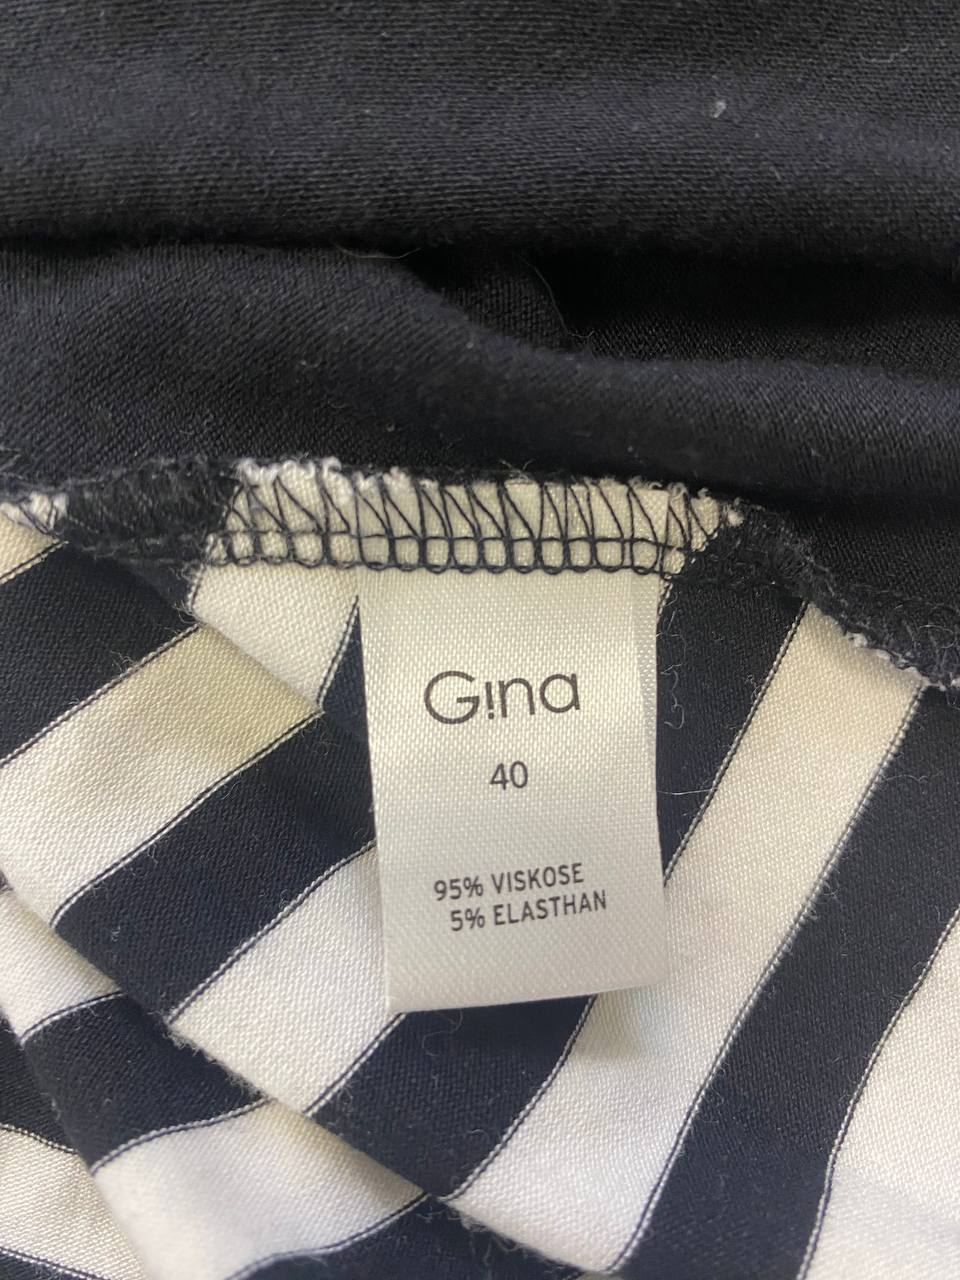 Gina
40
95% VISKOSE
5% ELASTHAN